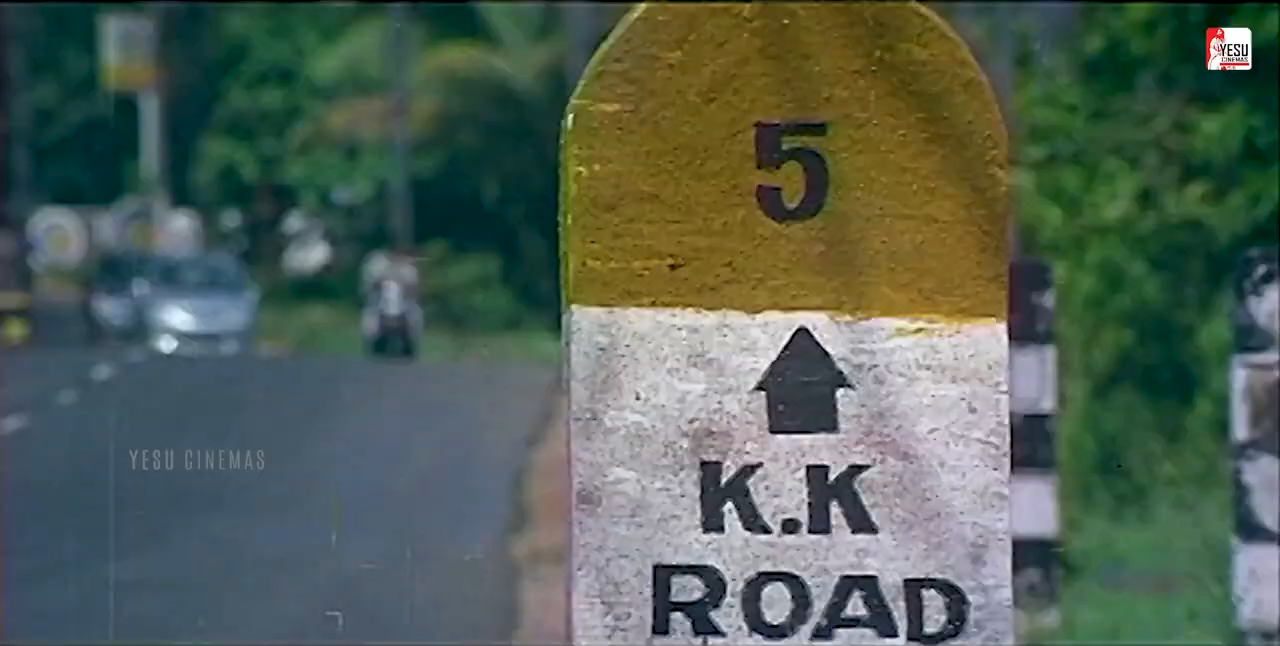 YESU
CINEMAS
5
K.K
ROAD
YESU CINEMAS